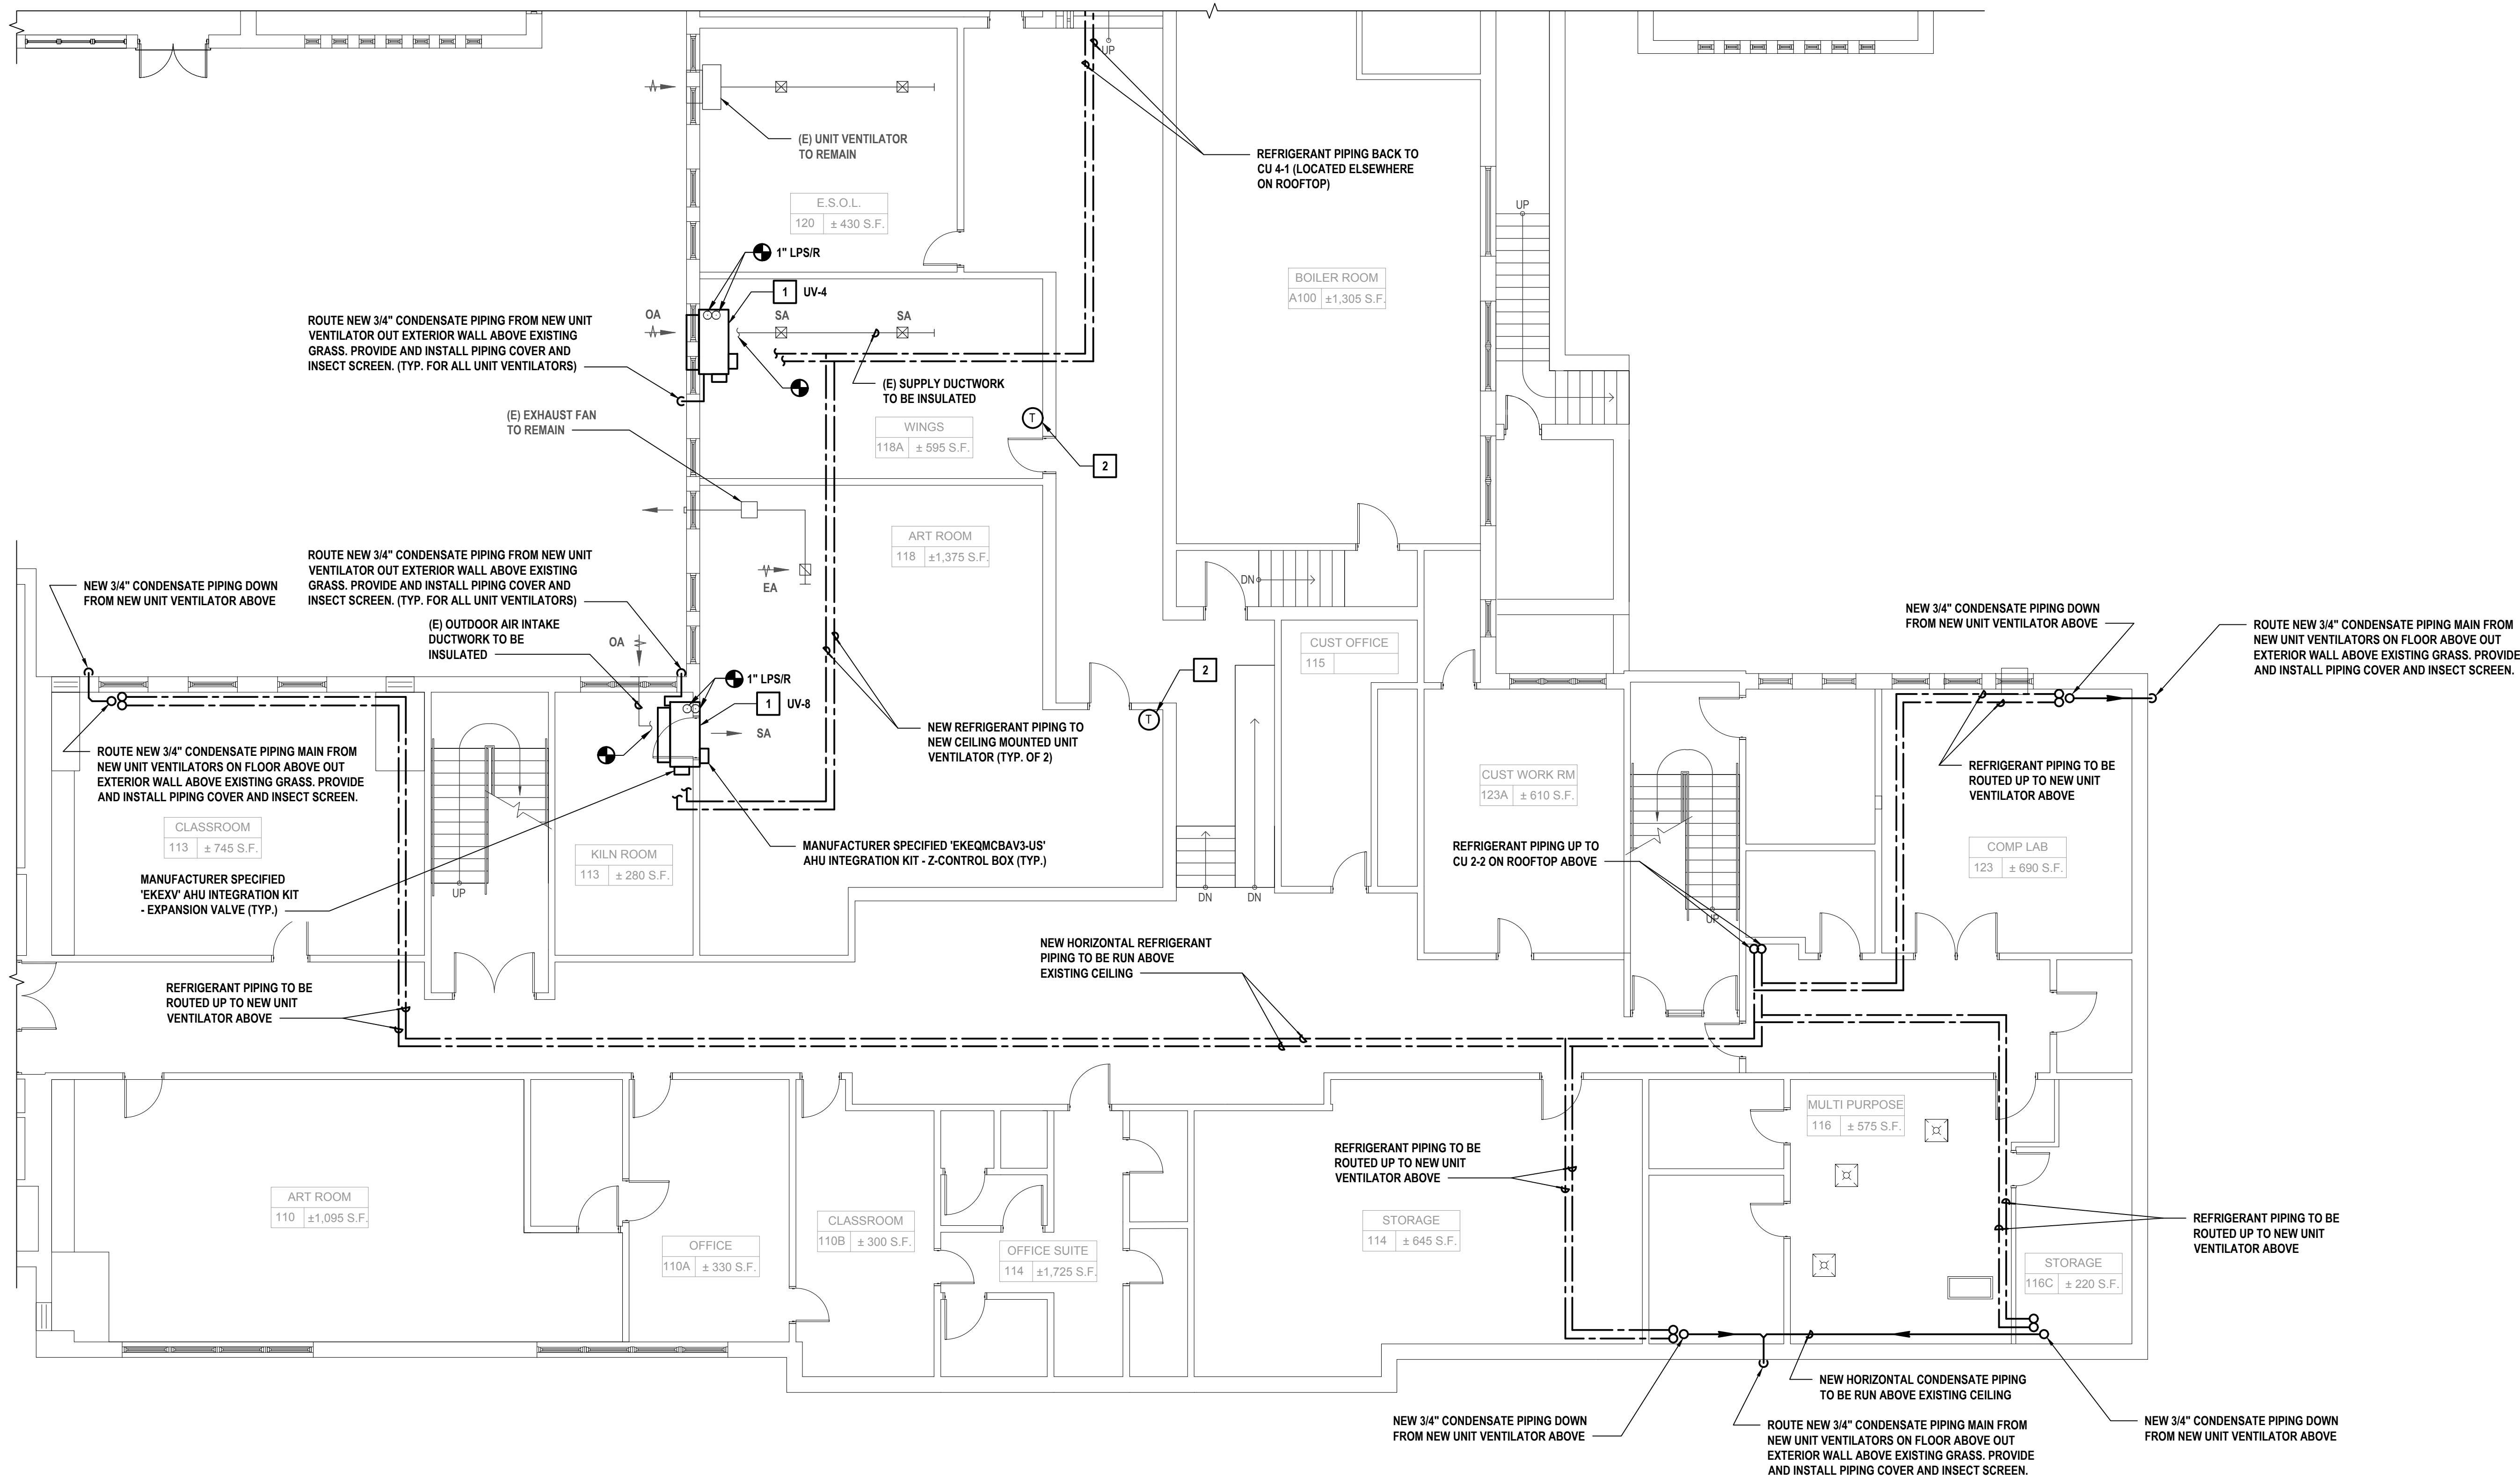 UP
(E) UNIT VENTILATOR
TO REMAIN
REFRIGERANT PIPING BACK TO
CU 4-1 (LOCATED ELSEWHERE
ON ROOFTOP)
E.S.O.L.
120 ± 430 S.F.
UP
1" LPS/R
BOILER ROOM
A100 ±1,305 S.F.
1 UV-4
ROUTE NEW 3/4" CONDENSATE PIPING FROM NEW UNIT
VENTILATOR OUT EXTERIOR WALL ABOVE EXISTING
GRASS. PROVIDE AND INSTALL PIPING COVER AND
INSECT SCREEN. (TYP. FOR ALL UNIT VENTILATORS)
OA
SA
SA
(E) SUPPLY DUCTWORK
TO BE INSULATED
(E) EXHAUST FAN
TO REMAIN
WINGS
118A ± 595 S.F.
T
2
ART ROOM
118 ±1,375 S.F.
EA
ROUTE NEW 3/4" CONDENSATE PIPING FROM NEW UNIT
VENTILATOR OUT EXTERIOR WALL ABOVE EXISTING
GRASS. PROVIDE AND INSTALL PIPING COVER AND
INSECT SCREEN. (TYP. FOR ALL UNIT VENTILATORS)
NEW 3/4" CONDENSATE PIPING DOWN
FROM NEW UNIT VENTILATOR ABOVE
(E) OUTDOOR AIR INTAKE
DUCTWORK TO BE
INSULATED
OA
DN
CUST OFFICE
115
NEW 3/4" CONDENSATE PIPING DOWN
FROM NEW UNIT VENTILATOR ABOVE
ROUTE NEW 3/4" CONDENSATE PIPING MAIN FROM
NEW UNIT VENTILATORS ON FLOOR ABOVE OUT
EXTERIOR WALL ABOVE EXISTING GRASS. PROVIDE
AND INSTALL PIPING COVER AND INSECT SCREEN.
1" LPS/R
1 UV-8
SA
2
T
NEW REFRIGERANT PIPING TO
NEW CEILING MOUNTED UNIT
VENTILATOR (TYP. OF 2)
ROUTE NEW 3/4" CONDENSATE PIPING MAIN FROM
NEW UNIT VENTILATORS ON FLOOR ABOVE OUT
EXTERIOR WALL ABOVE EXISTING GRASS. PROVIDE
AND INSTALL PIPING COVER AND INSECT SCREEN.
CUST WORK RM
123A ± 610 S.F.
REFRIGERANT PIPING TO BE
ROUTED UP TO NEW UNIT
VENTILATOR ABOVE
CLASSROOM
113 ± 745 S.F.
KILN ROOM
113 ± 280 S.F.
MANUFACTURER SPECIFIED 'EKEQMCBAV3-US'
AHU INTEGRATION KIT - Z-CONTROL BOX (TYP.)
REFRIGERANT PIPING UP TO
CU 2-2 ON ROOFTOP ABOVE
COMP LAB
123 ± 690 S.F.
MANUFACTURER SPECIFIED
'EKEXV' AHU INTEGRATION KIT
- EXPANSION VALVE (TYP.)
UP
DN
DN
UP
NEW HORIZONTAL REFRIGERANT
PIPING TO BE RUN ABOVE
EXISTING CEILING
REFRIGERANT PIPING TO BE
ROUTED UP TO NEW UNIT
VENTILATOR ABOVE
MULTI PURPOSE
116 ± 575 S.F.
REFRIGERANT PIPING TO BE
ROUTED UP TO NEW UNIT
VENTILATOR ABOVE
ART ROOM
110 ±1,095 S.F.
CLASSROOM
110B ± 300 S.F.
STORAGE
114 ± 645 S.F.
REFRIGERANT PIPING TO BE
ROUTED UP TO NEW UNIT
VENTILATOR ABOVE
OFFICE
110A ± 330 S.F.
OFFICE SUITE
114 ±1,725 S.F.
STORAGE
116C ± 220 S.F.
NEW HORIZONTAL CONDENSATE PIPING
TO BE RUN ABOVE EXISTING CEILING
NEW 3/4" CONDENSATE PIPING DOWN
FROM NEW UNIT VENTILATOR ABOVE
ROUTE NEW 3/4" CONDENSATE PIPING MAIN FROM
NEW UNIT VENTILATORS ON FLOOR ABOVE OUT
EXTERIOR WALL ABOVE EXISTING GRASS. PROVIDE
AND INSTALL PIPING COVER AND INSECT SCREEN.
NEW 3/4" CONDENSATE PIPING DOWN
FROM NEW UNIT VENTILATOR ABOVE